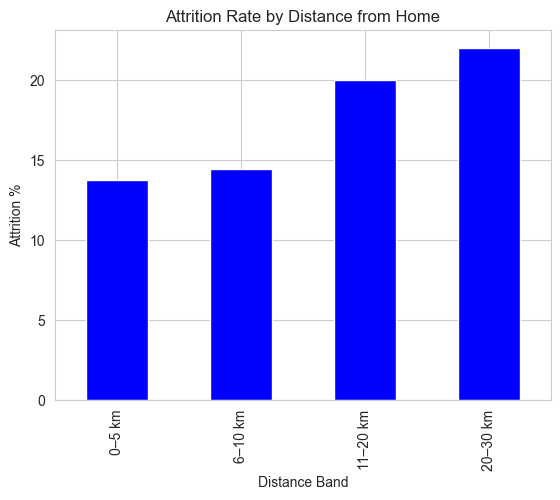 Attrition Rate by Distance from Home
Attrition %
20
15
10
5
0
0–5 km
6–10 km
11–20 km
20–30 km
Distance Band